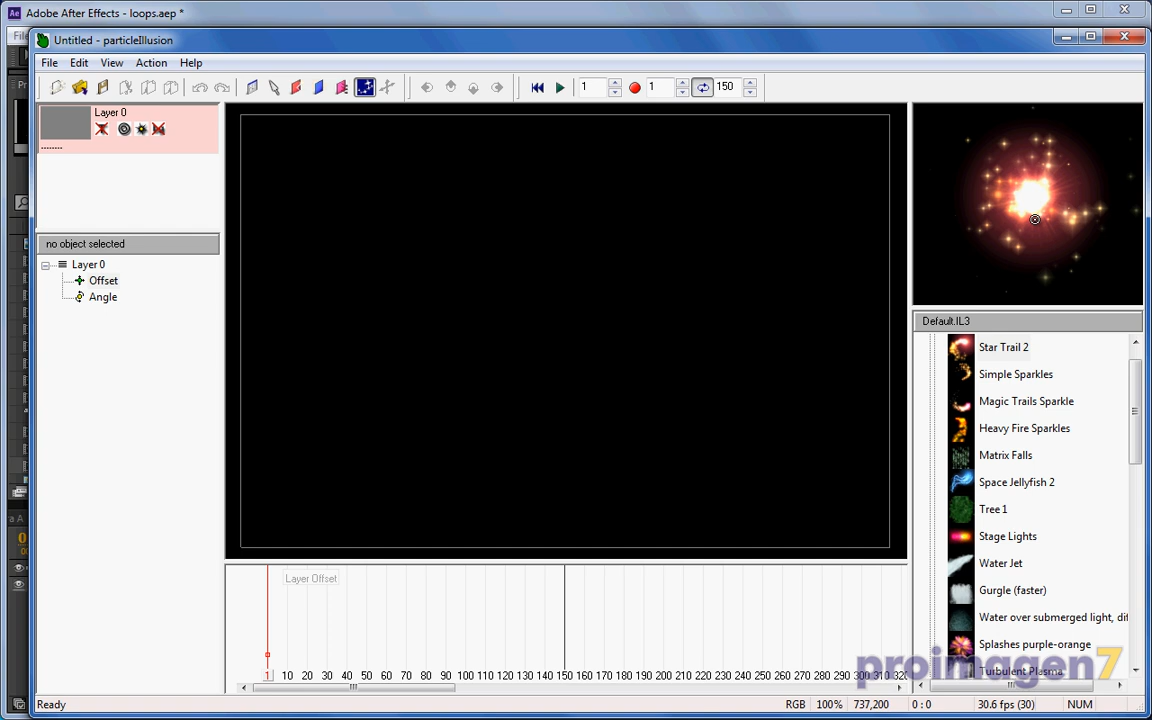 Adobe After Effects - loops.aep *
Untitled - particleIllusion
File Edit View Action Help
1 1 150
Layer 0
no object selected
Layer 0
Offset
Angle
Default.IL3
Star Trail 2
Simple Sparkles
Magic Trails Sparkle
Heavy Fire Sparkles
Matrix Falls
Space Jellyfish 2
Tree 1
Stage Lights
Water Jet
Gurgle (faster)
Water over submerged light, dif
Splashes purple-orange
Turbulent Plasma
Layer Offset
1 10 20 30 40 50 60 70 80 90 100 110 120 130 140 150 160 170 180 190 200 210 220 230 240 250 260 270 280 290 300 310 320
proimagen7
Ready RGB 100% 737,200 0 : 0 30.6 fps (30) NUM